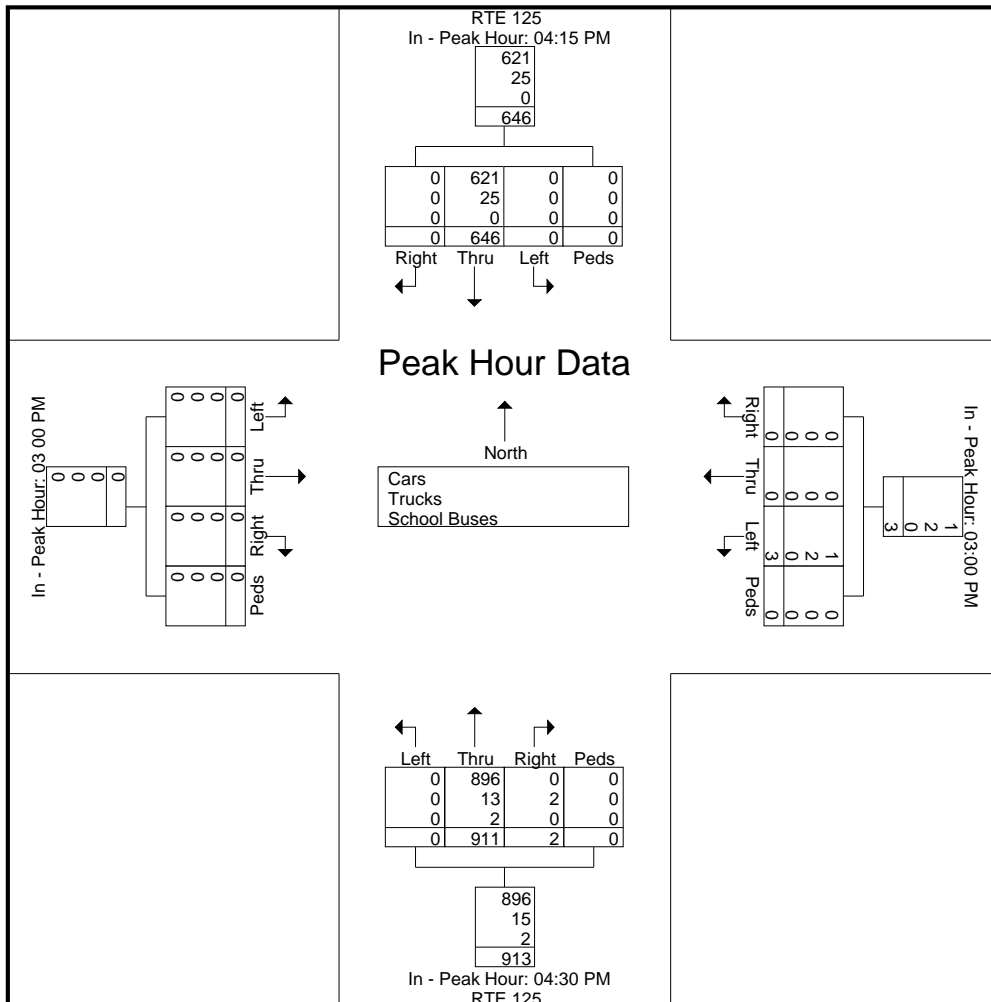 RTE 125
In - Peak Hour: 04:15 PM
621
25
0
646
0 621 0 0
0 25 0 0
0 0 0 0
0 646 0 0
Right Thru Left Peds
Peak Hour Data
North
Cars
Trucks
School Buses
In - Peak Hour: 03 00 PM
0 0 0 0
Left 0 0 0 0
Thru 0 0 0 0
Right 0 0 0 0
Peds 0 0 0 0
Right 0 0 0 0
Thru 0 0 0 0
Left 3 0 2 1
Peds 0 0 0 0
3 0 2 1
In - Peak Hour: 03:00 PM
Left Thru Right Peds
0 896 0 0
0 13 2 0
0 2 0 0
0 911 2 0
896
15
2
913
In - Peak Hour: 04:30 PM
RTE 125